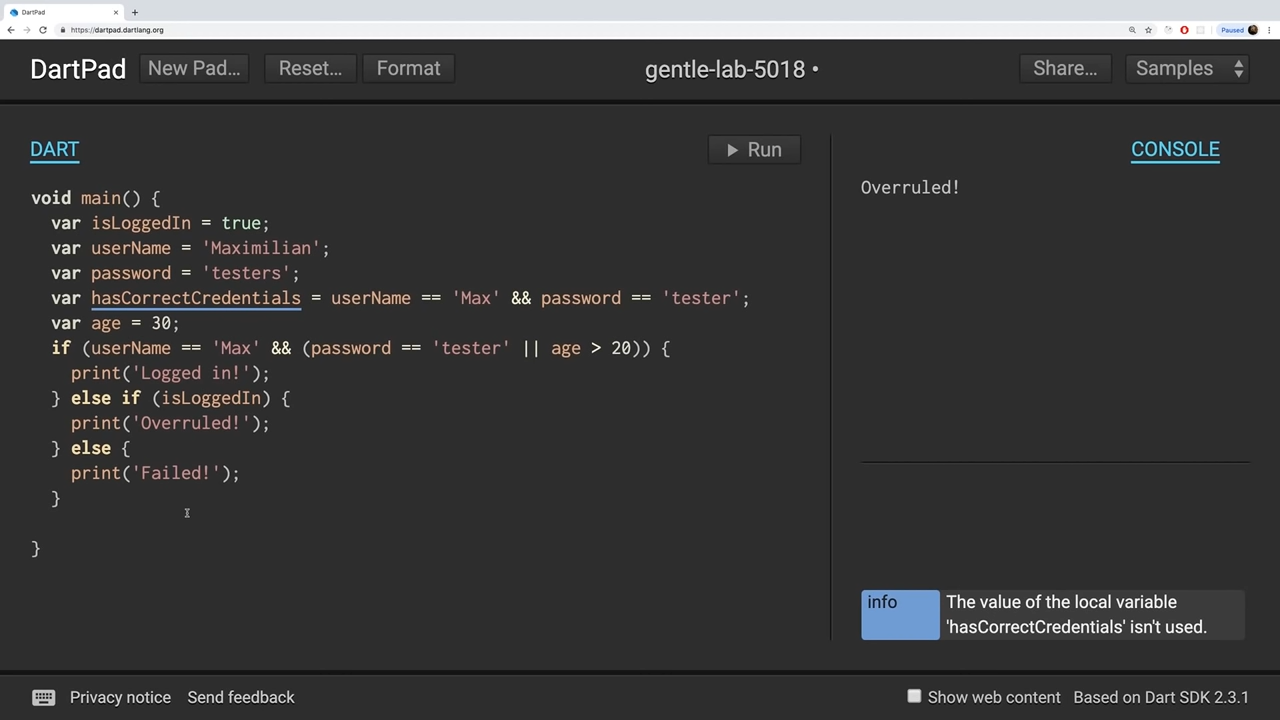 DartPad
https://dartpad.dartlang.org
Paused
DartPad
New Pad...
Reset...
Format
gentle-lab-5018 •
Share...
Samples
DART
Run
CONSOLE
void main() {
  var isLoggedIn = true;
  var userName = 'Maximilian';
  var password = 'testers';
  var hasCorrectCredentials = userName == 'Max' && password == 'tester';
  var age = 30;
  if (userName == 'Max' && (password == 'tester' || age > 20)) {
    print('Logged in!');
  } else if (isLoggedIn) {
    print('Overruled!');
  } else {
    print('Failed!');
  }
}
Overruled!
info
The value of the local variable
'hasCorrectCredentials' isn't used.
Privacy notice
Send feedback
Show web content
Based on Dart SDK 2.3.1